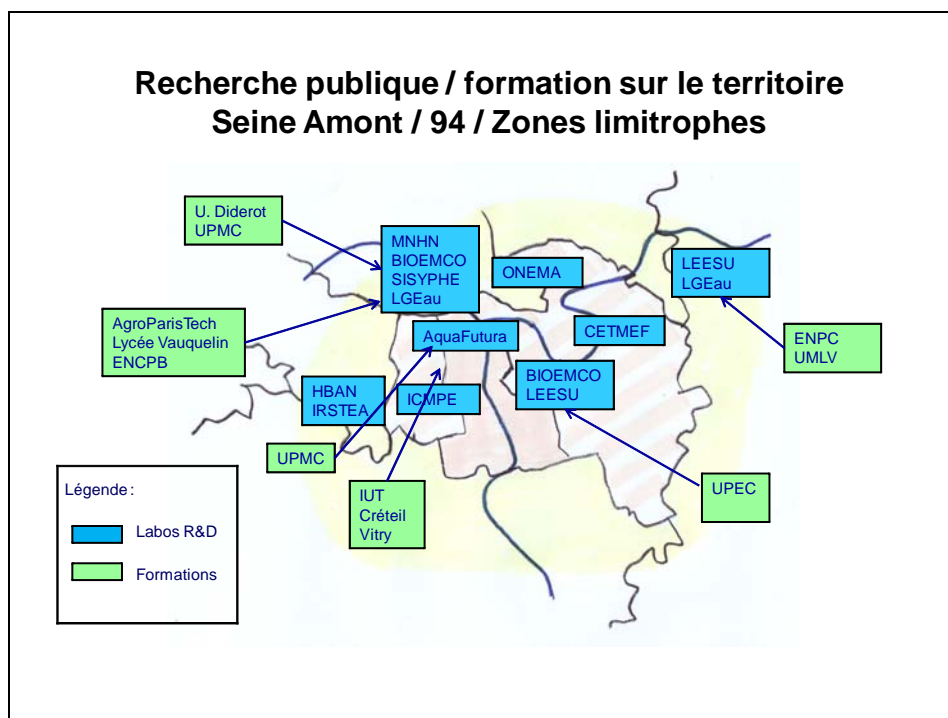 Recherche publique / formation sur le territoire
Seine Amont / 94 / Zones limitrophes
U. Diderot
UPMC
MNHN
BIOEMCO
SISYPHE
LGEau
ONEMA
LEESU
LGEau
AgroParisTech
Lycée Vauquelin
ENCPB
AquaFutura
CETMEF
ENPC
UMLV
HBAN
IRSTEA
ICMPE
BIOEMCO
LEESU
UPMC
IUT
Créteil
Vitry
UPEC
Légende :
Labos R&D
Formations